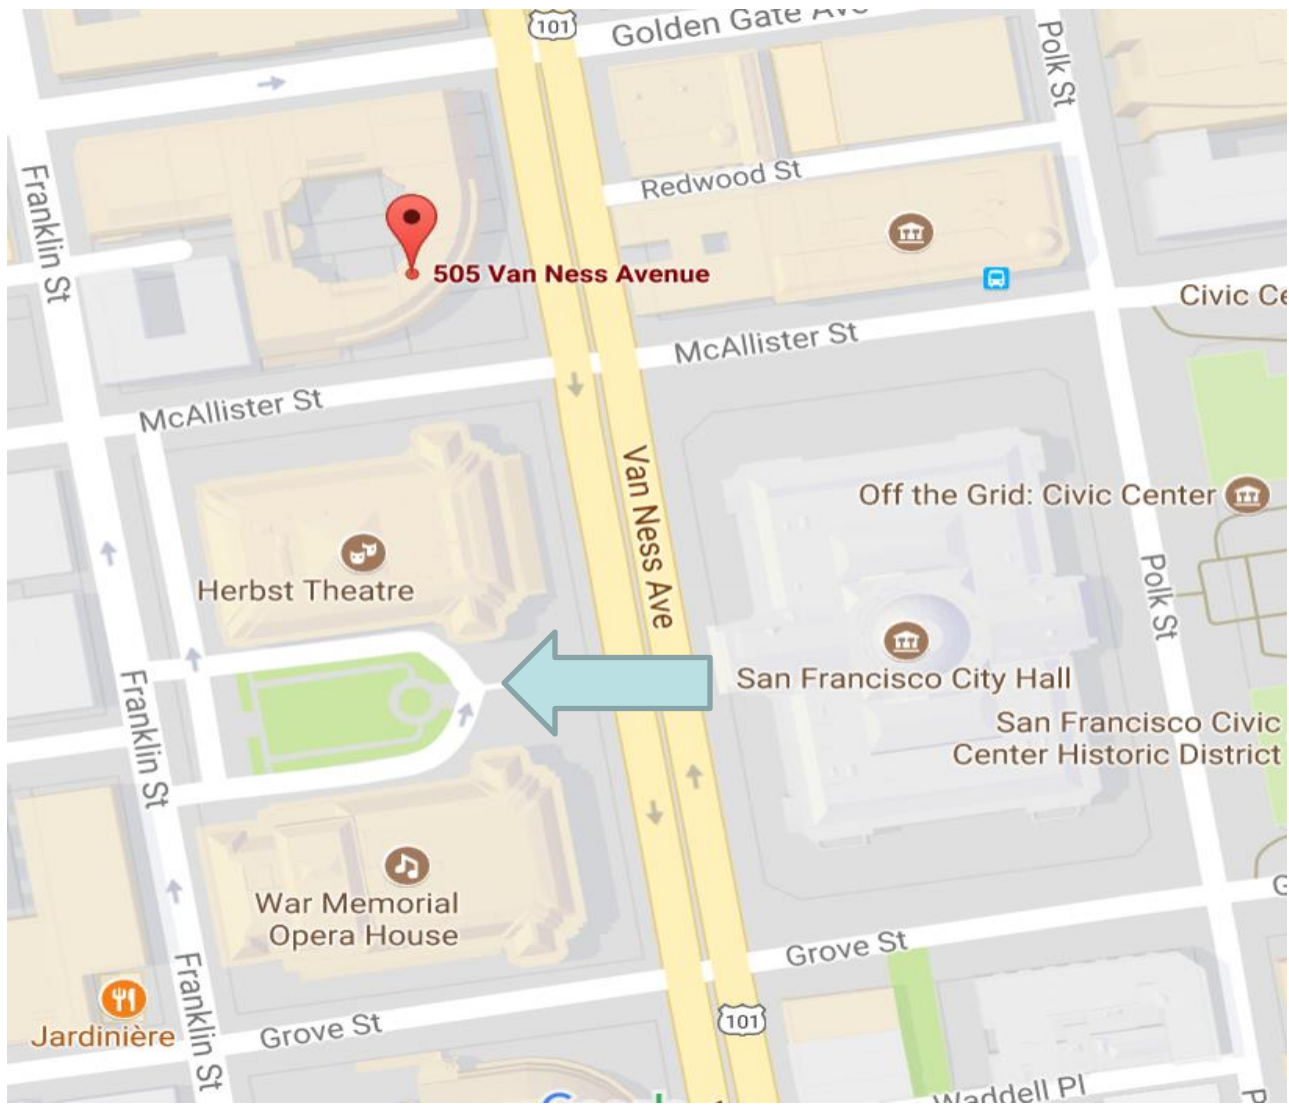 101
Golden Gate Ave
Polk St
Franklin St
Redwood St
505 Van Ness Avenue
Civic Ce
McAllister St
McAllister St
Van Ness Ave
Off the Grid: Civic Center
Herbst Theatre
Polk St
San Francisco City Hall
Franklin St
San Francisco Civic
Center Historic District
War Memorial
Opera House
G
Grove St
Franklin St
Jardinière
Grove St
101
Waddell Pl
P